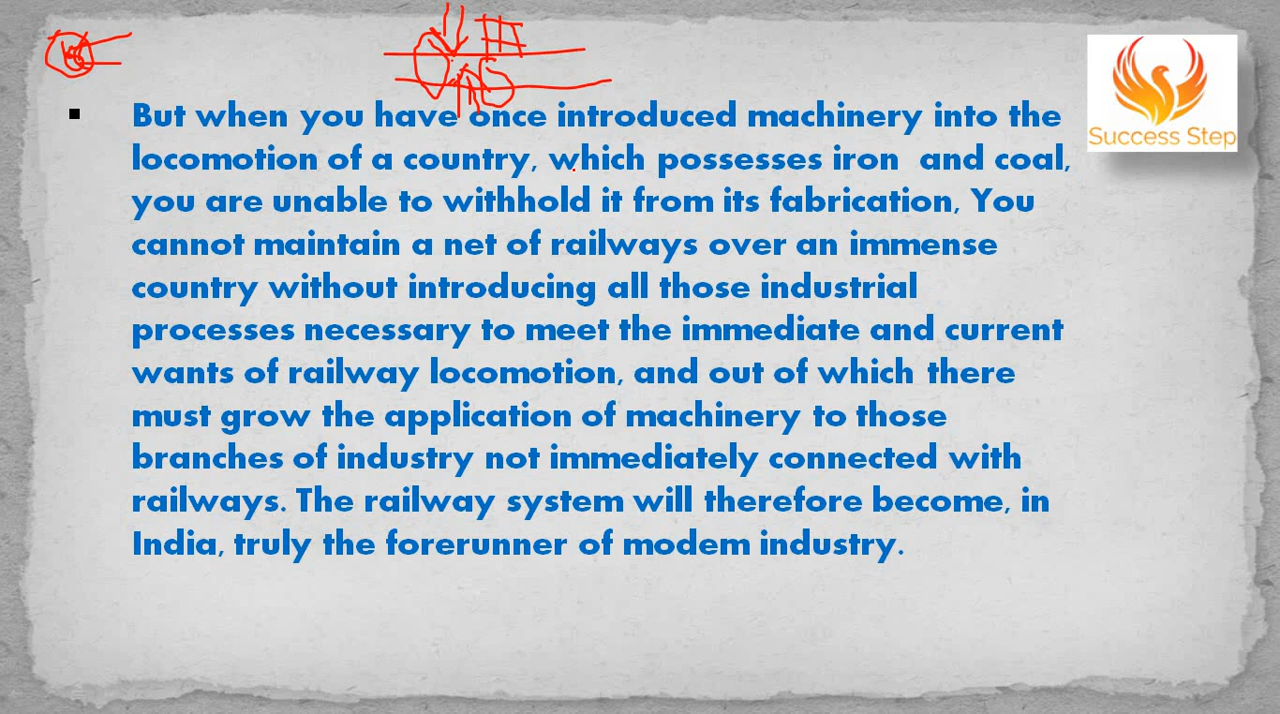 But when you have once introduced machinery into the
locomotion of a country, which possesses iron and coal,
you are unable to withhold it from its fabrication, You
cannot maintain a net of railways over an immense
country without introducing all those industrial
processes necessary to meet the immediate and current
wants of railway locomotion, and out of which there
must grow the application of machinery to those
branches of industry not immediately connected with
railways. The railway system will therefore become, in
India, truly the forerunner of modem industry.
Success Step